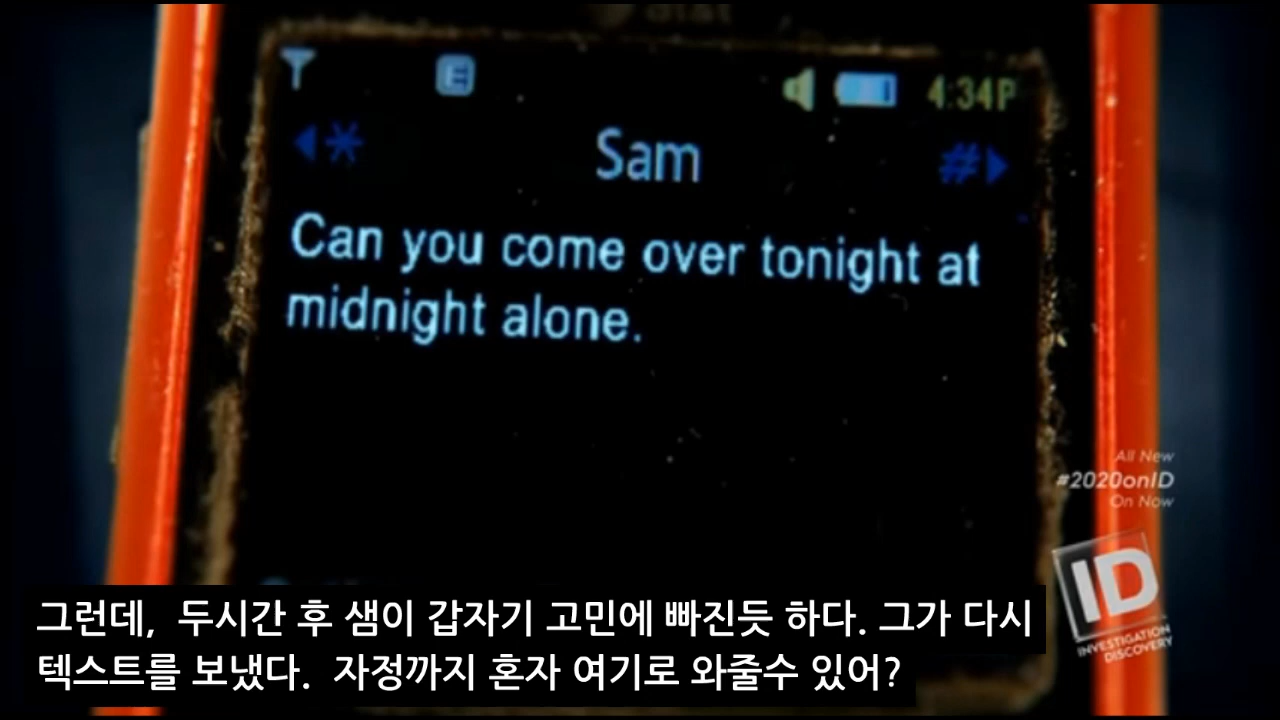 4:34P
Sam
Can you come over tonight at
midnight alone.
All New
#2020onID
On Now
ID
INVESTIGATION
DISCOVERY
그런데, 두시간 후 샘이 갑자기 고민에 빠진듯 하다. 그가 다시
텍스트를 보냈다. 자정까지 혼자 여기로 와줄수 있어?